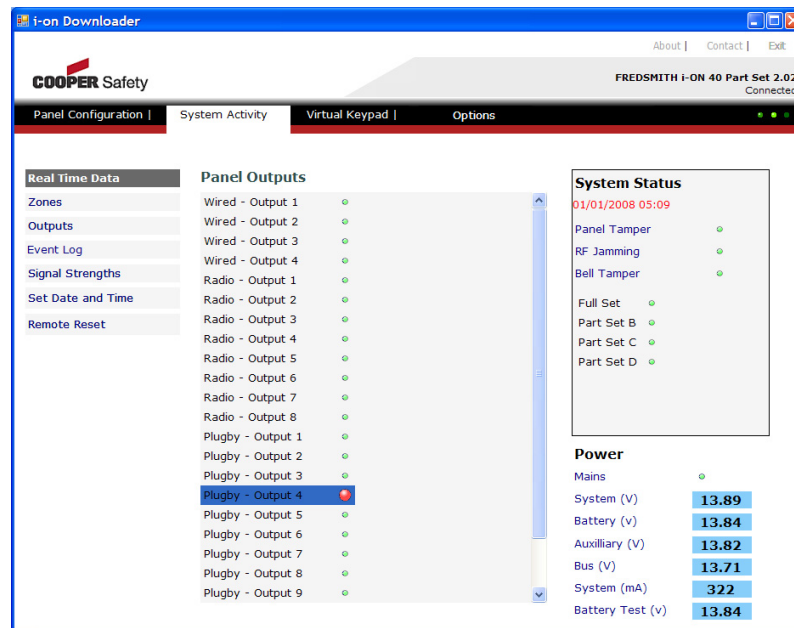 i-on Downloader
About | Contact | Exit
COOPER Safety
FREDSMITH i-ON 40 Part Set 2.02
Connected
Panel Configuration | System Activity Virtual Keypad | Options
Real Time Data
Zones
Outputs
Event Log
Signal Strengths
Set Date and Time
Remote Reset
Panel Outputs
Wired - Output 1
Wired - Output 2
Wired - Output 3
Wired - Output 4
Radio - Output 1
Radio - Output 2
Radio - Output 3
Radio - Output 4
Radio - Output 5
Radio - Output 6
Radio - Output 7
Radio - Output 8
Plugby - Output 1
Plugby - Output 2
Plugby - Output 3
Plugby - Output 4
Plugby - Output 5
Plugby - Output 6
Plugby - Output 7
Plugby - Output 8
Plugby - Output 9
System Status
01/01/2008 05:09
Panel Tamper
RF Jamming
Bell Tamper
Full Set
Part Set B
Part Set C
Part Set D
Power
Mains
System (V) 13.89
Battery (v) 13.84
Auxilliary (V) 13.82
Bus (V) 13.71
System (mA) 322
Battery Test (v) 13.84